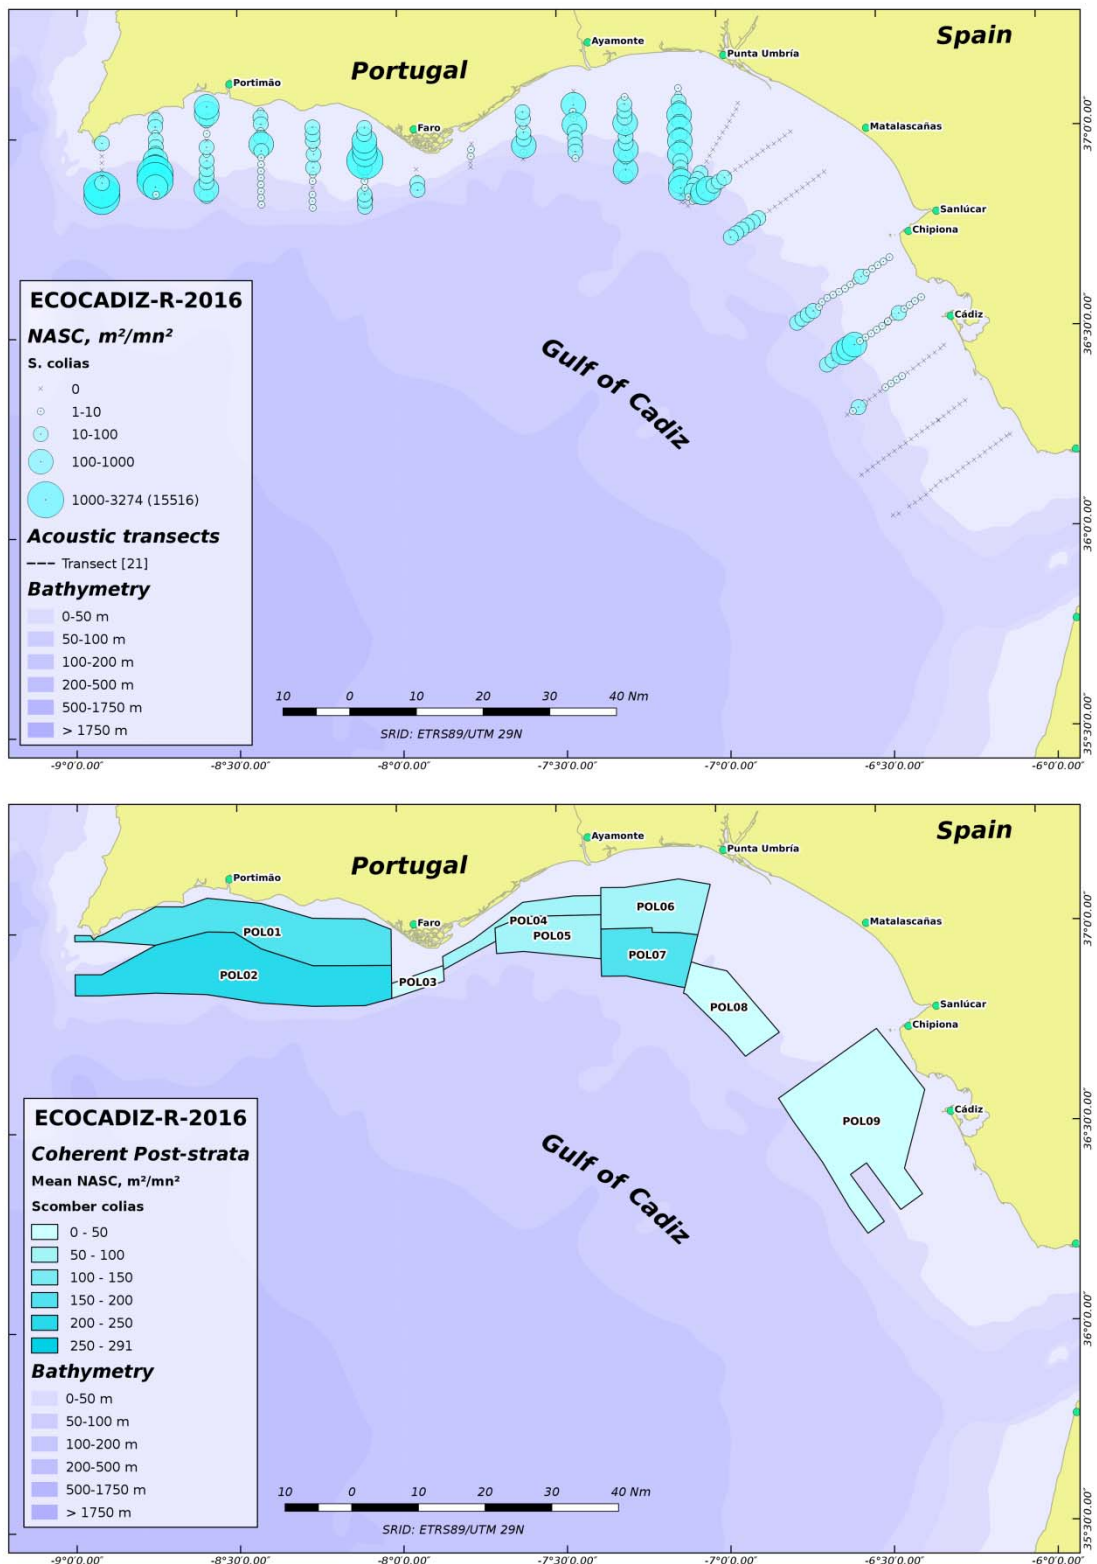 Spain
Portugal
Ayamonte
Punta Umbría
Portimão
Faro
Matalascañas
Sanlúcar
Chipiona
Cádiz
Gulf of Cadiz
ECOCADIZ-R-2016
NASC, m²/mn²
S. colias
0
1-10
10-100
100-1000
1000-3274 (15516)
Acoustic transects
Transect [21]
Bathymetry
0-50 m
50-100 m
100-200 m
200-500 m
500-1750 m
> 1750 m
10 0 10 20 30 40 Nm
SRID: ETRS89/UTM 29N
37°0'0.00"
36°30'0.00"
36°0'0.00"
35°30'0.00"
-9°0'0.00" -8°30'0.00" -8°0'0.00" -7°30'0.00" -7°0'0.00" -6°30'0.00" -6°0'0.00"
Spain
Portugal
Ayamonte
Punta Umbría
Portimão
Faro
Matalascañas
Sanlúcar
Chipiona
Cádiz
POL01
POL02
POL03
POL04
POL05
POL06
POL07
POL08
POL09
Gulf of Cadiz
ECOCADIZ-R-2016
Coherent Post-strata
Mean NASC, m²/mn²
Scomber colias
0 - 50
50 - 100
100 - 150
150 - 200
200 - 250
250 - 291
Bathymetry
0-50 m
50-100 m
100-200 m
200-500 m
500-1750 m
> 1750 m
10 0 10 20 30 40 Nm
SRID: ETRS89/UTM 29N
37°0'0.00"
36°30'0.00"
36°0'0.00"
35°30'0.00"
-9°0'0.00" -8°30'0.00" -8°0'0.00" -7°30'0.00" -7°0'0.00" -6°30'0.00" -6°0'0.00"